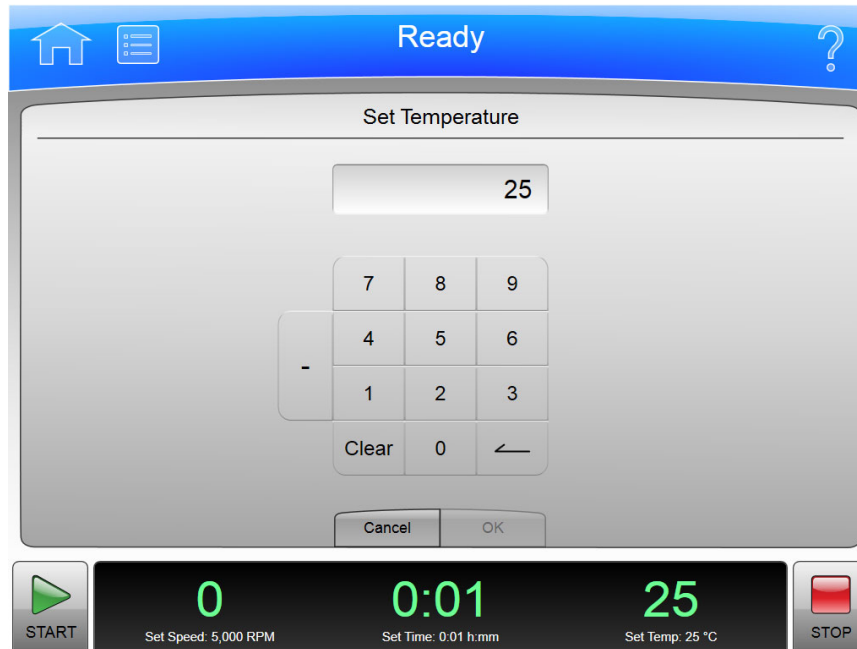 Ready
?
Set Temperature
25
7 8 9
4 5 6
-
1 2 3
Clear 0
Cancel OK
0 0:01 25
START Set Speed: 5,000 RPM Set Time: 0:01 h:mm Set Temp: 25 °C STOP